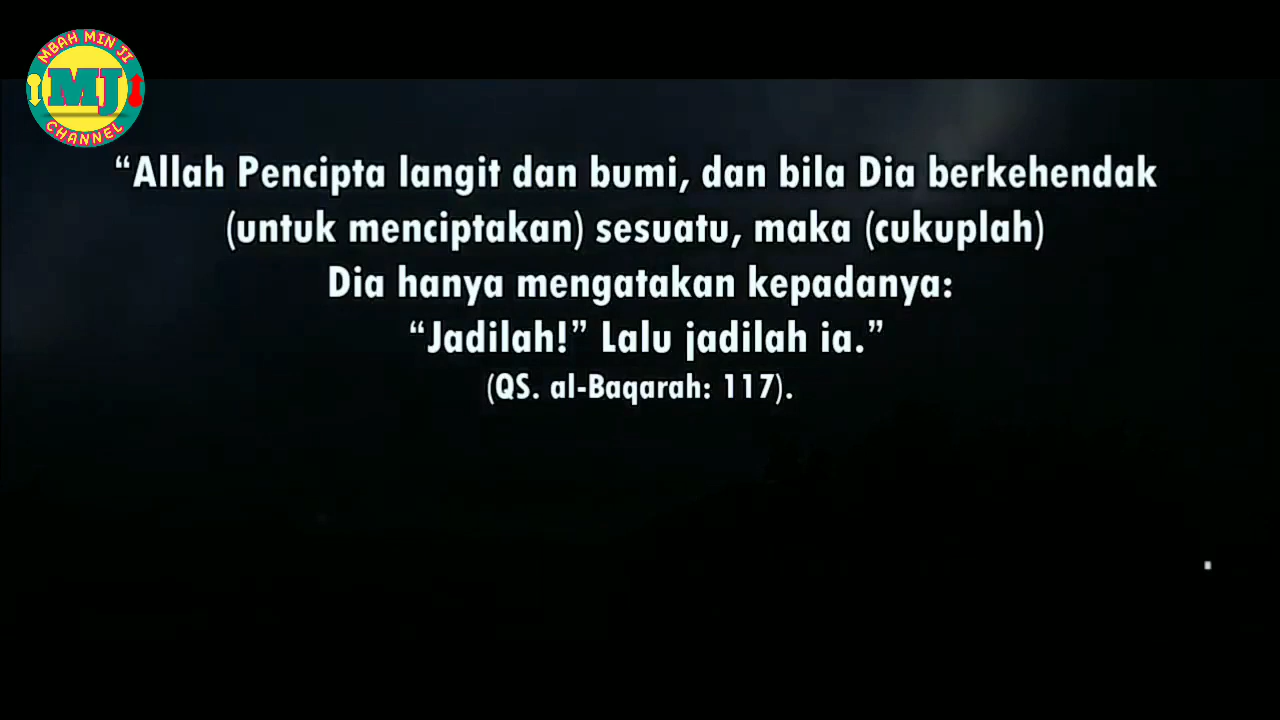 MBAH MIN JI
MJ
CHANNEL
“Allah Pencipta langit dan bumi, dan bila Dia berkehendak
(untuk menciptakan) sesuatu, maka (cukuplah)
Dia hanya mengatakan kepadanya:
“Jadilah!” Lalu jadilah ia.”
(QS. al-Baqarah: 117).